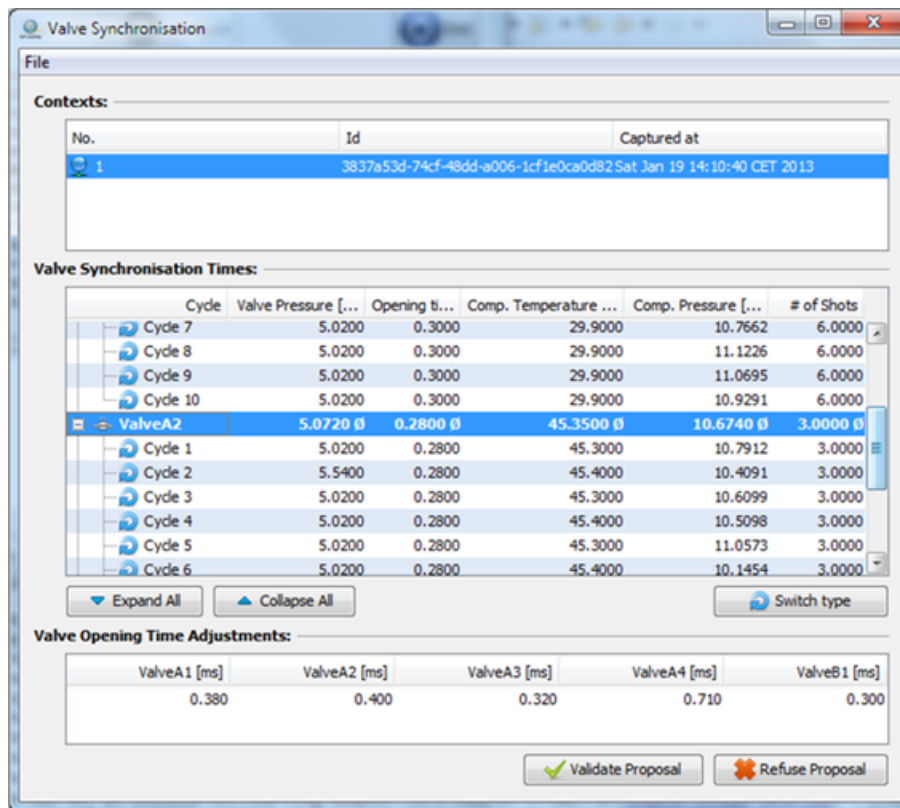 Valve Synchronisation
File
Contexts:
No. Id Captured at
1 3837a53d-74cf-48dd-a006-1cf1e0ca0d82 Sat Jan 19 14:10:40 CET 2013
Valve Synchronisation Times:
Cycle Valve Pressure [... Opening ti... Comp. Temperature ... Comp. Pressure [... # of Shots
Cycle 7 5.0200 0.3000 29.9000 10.7662 6.0000
Cycle 8 5.0200 0.3000 29.9000 11.1226 6.0000
Cycle 9 5.0200 0.3000 29.9000 11.0695 6.0000
Cycle 10 5.0200 0.3000 29.9000 10.9291 6.0000
ValveA2 5.0720 Ø 0.2800 Ø 45.3500 Ø 10.6740 Ø 3.0000 Ø
Cycle 1 5.0200 0.2800 45.3000 10.7912 3.0000
Cycle 2 5.5400 0.2800 45.4000 10.4091 3.0000
Cycle 3 5.0200 0.2800 45.3000 10.6099 3.0000
Cycle 4 5.0200 0.2800 45.4000 10.5098 3.0000
Cycle 5 5.0200 0.2800 45.3000 11.0573 3.0000
Cycle 6 5.0200 0.2800 45.4000 10.1454 3.0000
Expand All Collapse All Switch type
Valve Opening Time Adjustments:
ValveA1 [ms] ValveA2 [ms] ValveA3 [ms] ValveA4 [ms] ValveB1 [ms]
0.380 0.400 0.320 0.710 0.300
Validate Proposal Refuse Proposal